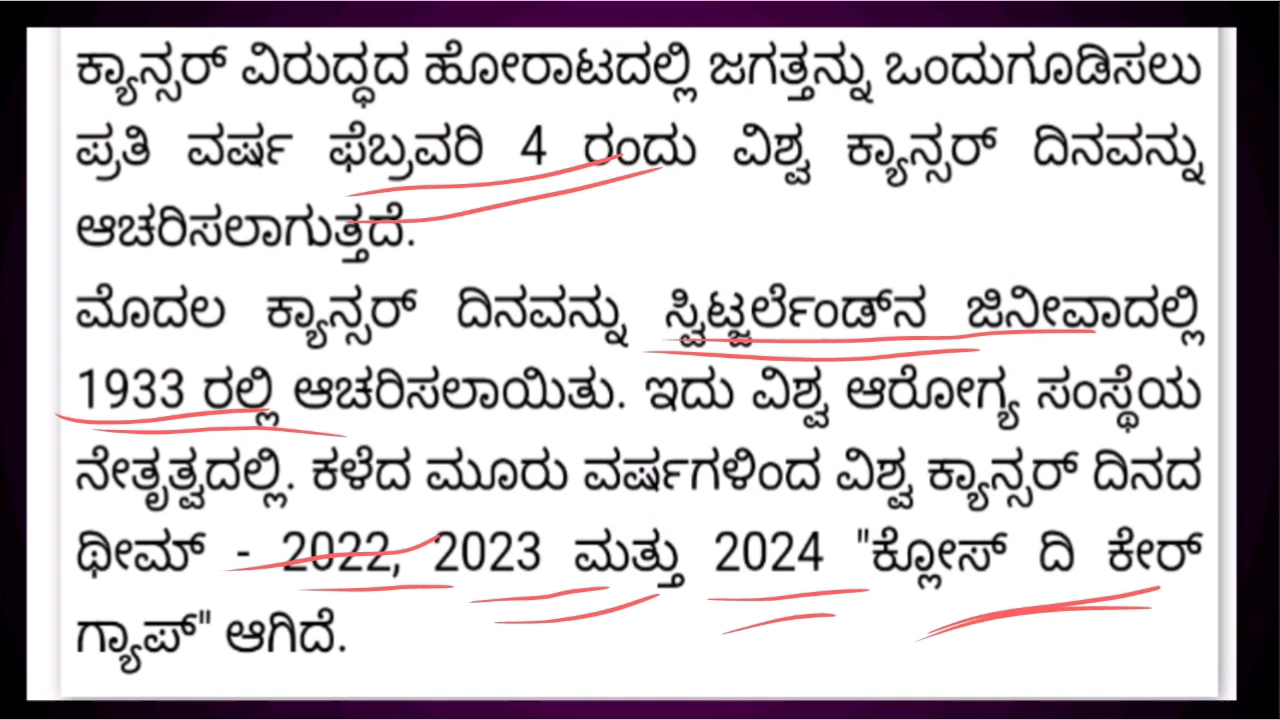 ಕ್ಯಾನ್ಸರ್ ವಿರುದ್ಧದ ಹೋರಾಟದಲ್ಲಿ ಜಗತ್ತನ್ನು ಒಂದುಗೂಡಿಸಲು
ಪ್ರತಿ ವರ್ಷ ಫೆಬ್ರವರಿ 4 ರಂದು ವಿಶ್ವ ಕ್ಯಾನ್ಸರ್ ದಿನವನ್ನು
ಆಚರಿಸಲಾಗುತ್ತದೆ.
ಮೊದಲ ಕ್ಯಾನ್ಸರ್ ದಿನವನ್ನು ಸ್ವಿಟ್ಜರ್ಲೆಂಡ್‌ನ ಜಿನೀವಾದಲ್ಲಿ
1933 ರಲ್ಲಿ ಆಚರಿಸಲಾಯಿತು. ಇದು ವಿಶ್ವ ಆರೋಗ್ಯ ಸಂಸ್ಥೆಯ
ನೇತೃತ್ವದಲ್ಲಿ. ಕಳೆದ ಮೂರು ವರ್ಷಗಳಿಂದ ವಿಶ್ವ ಕ್ಯಾನ್ಸರ್ ದಿನದ
ಥೀಮ್ - 2022, 2023 ಮತ್ತು 2024 "ಕ್ಲೋಸ್ ದಿ ಕೇರ್
ಗ್ಯಾಪ್" ಆಗಿದೆ.